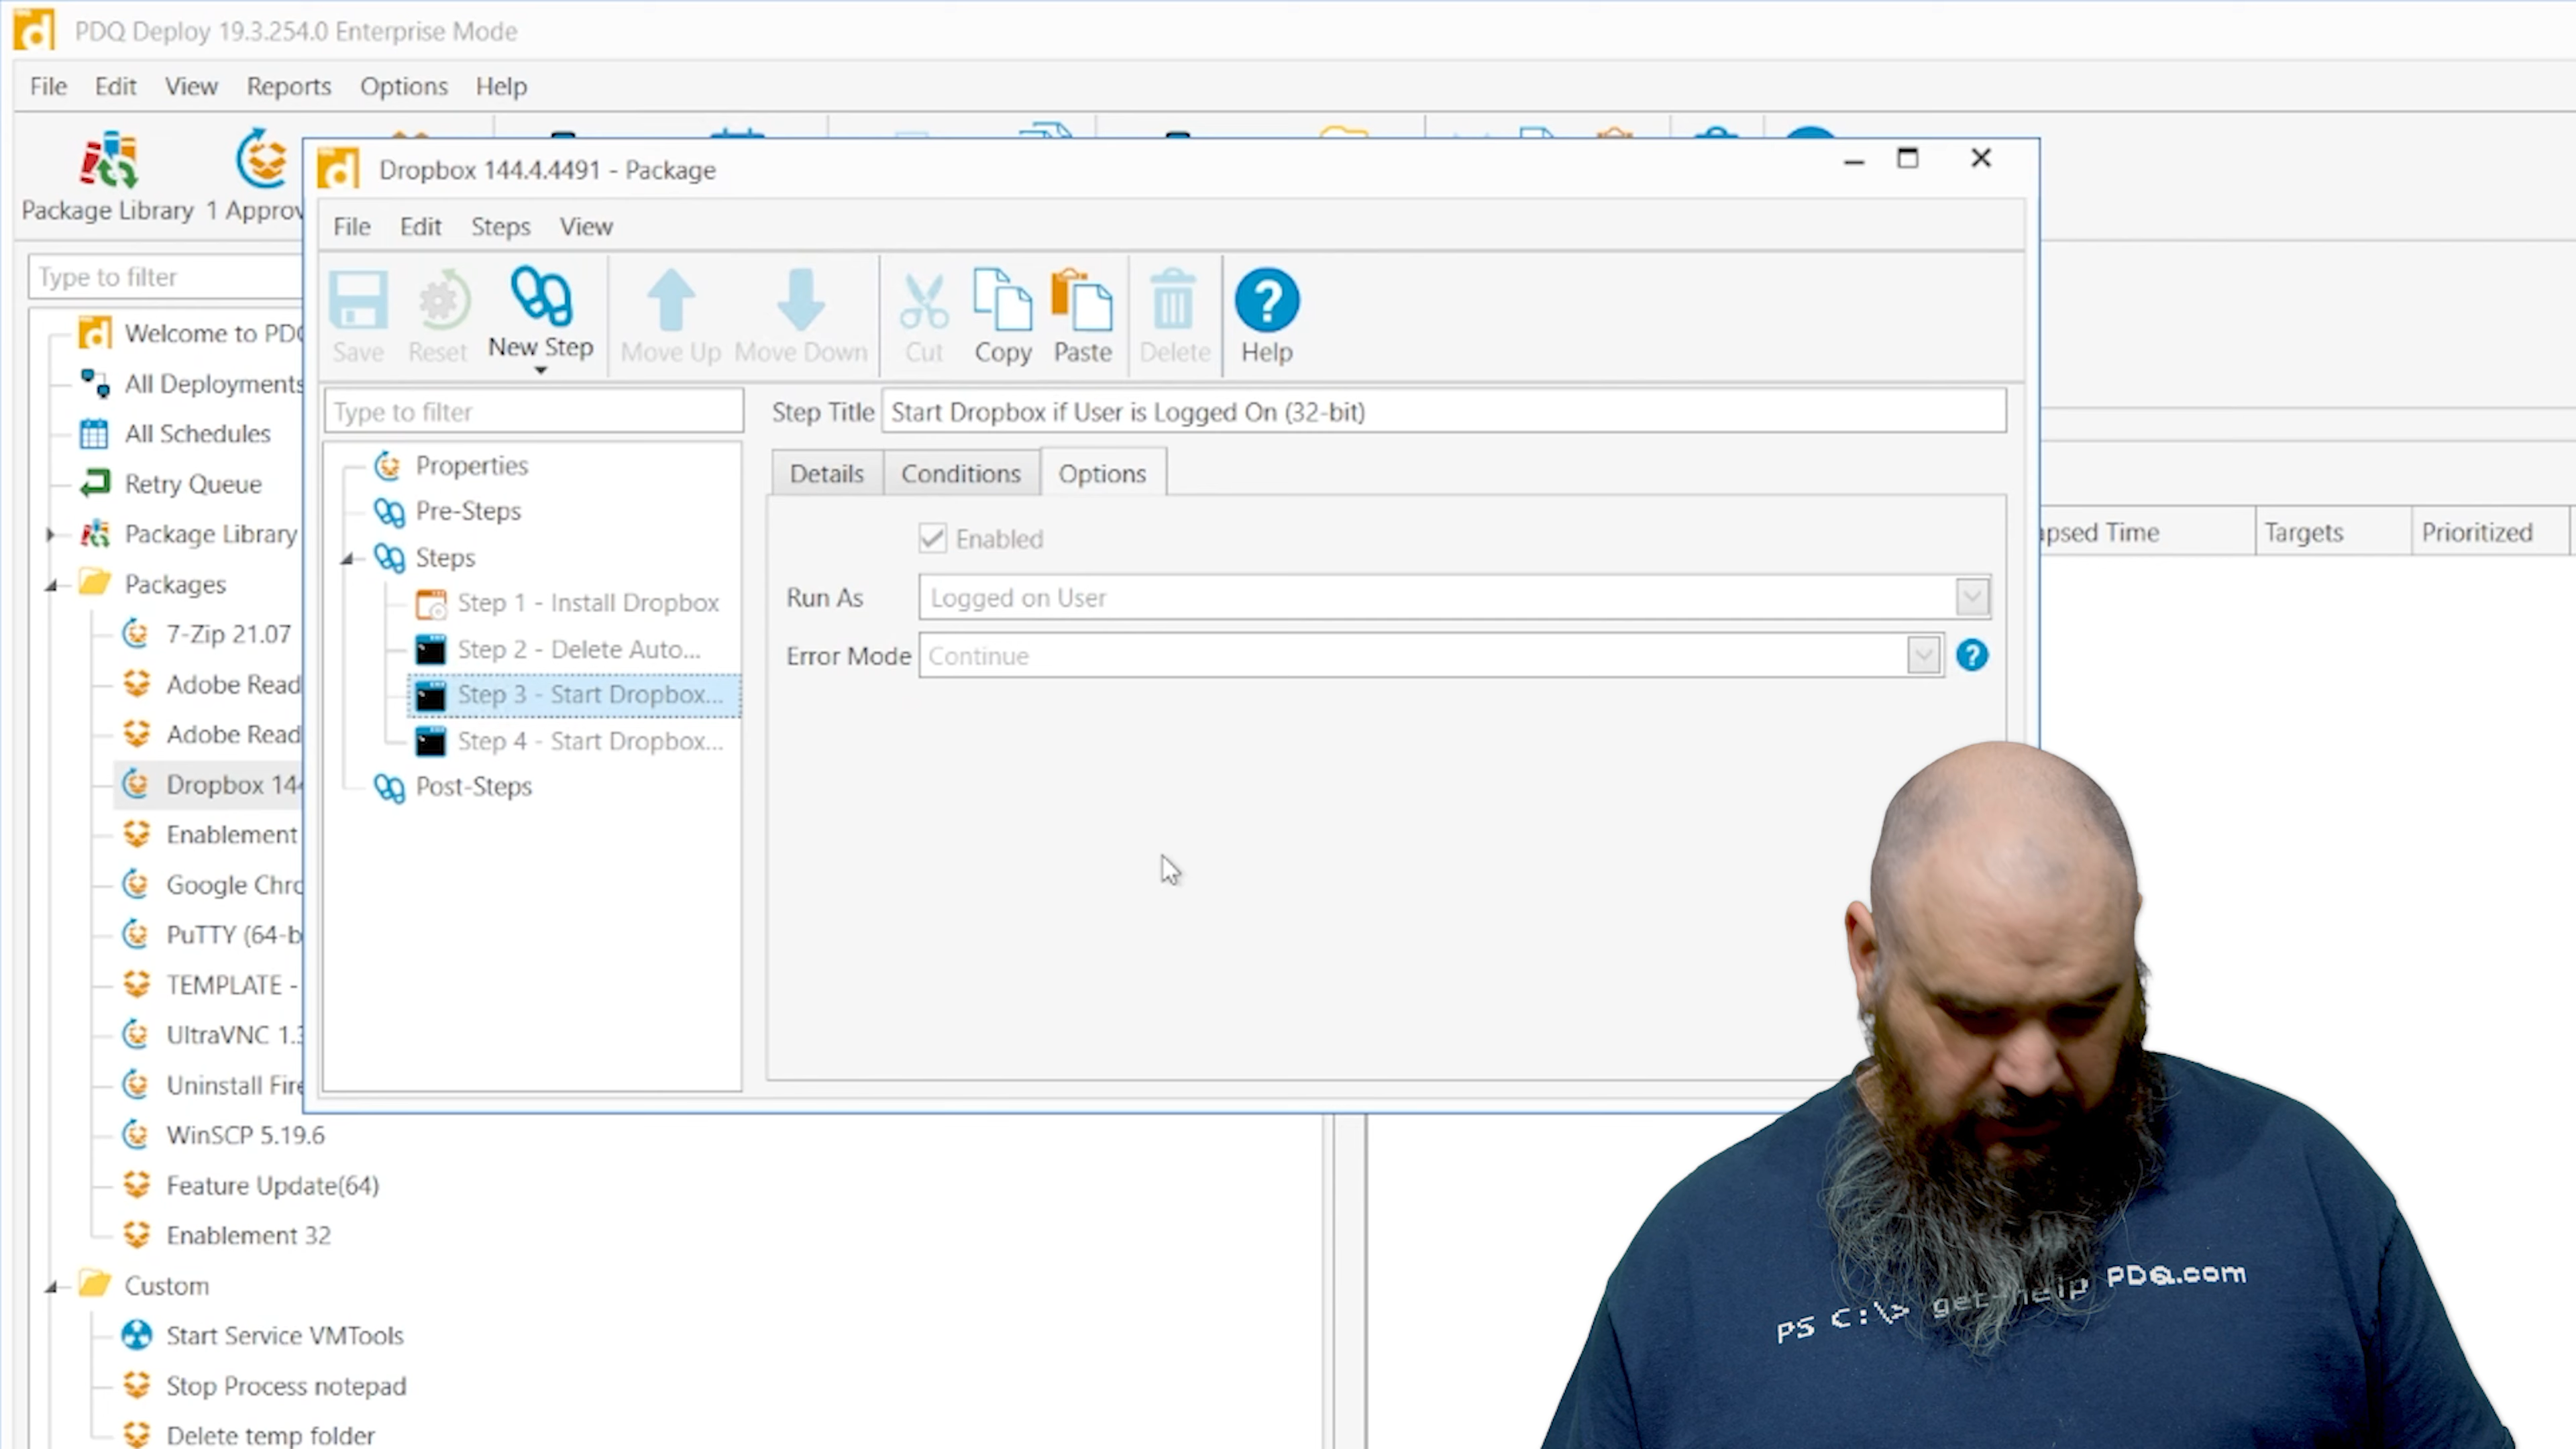 PDQ Deploy 19.3.254.0 Enterprise Mode
File Edit View Reports Options Help
Package Library 1 Approv
Type to filter
Welcome to PDQ
All Deployments
All Schedules
Retry Queue
Package Library
Packages
7-Zip 21.07
Adobe Read
Adobe Read
Dropbox 144
Enablement
Google Chro
PuTTY (64-b
TEMPLATE -
UltraVNC 1.3
Uninstall Fire
WinSCP 5.19.6
Feature Update(64)
Enablement 32
Custom
Start Service VMTools
Stop Process notepad
Delete temp folder
Dropbox 144.4.4491 - Package
File Edit Steps View
Save Reset New Step Move Up Move Down Cut Copy Paste Delete Help
Type to filter
Properties
Pre-Steps
Steps
Step 1 - Install Dropbox
Step 2 - Delete Auto...
Step 3 - Start Dropbox...
Step 4 - Start Dropbox...
Post-Steps
Step Title Start Dropbox if User is Logged On (32-bit)
Details Conditions Options
Enabled
Run As Logged on User
Error Mode Continue
apsed Time Targets Prioritized
PS C:\> get-help PDQ.com